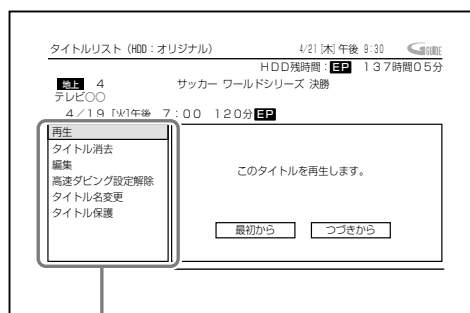 タイトルリスト（HDD：オリジナル）　4/21［木］午後 9:30　G GUIDE
HDD残時間：EP　137時間05分
地上　4　サッカー ワールドシリーズ 決勝
テレビ○○
4／19［火］午後　7：00　120分 EP
再生
タイトル消去
編集
高速ダビング設定解除
タイトル名変更
タイトル保護
このタイトルを再生します。
最初から　つづきから